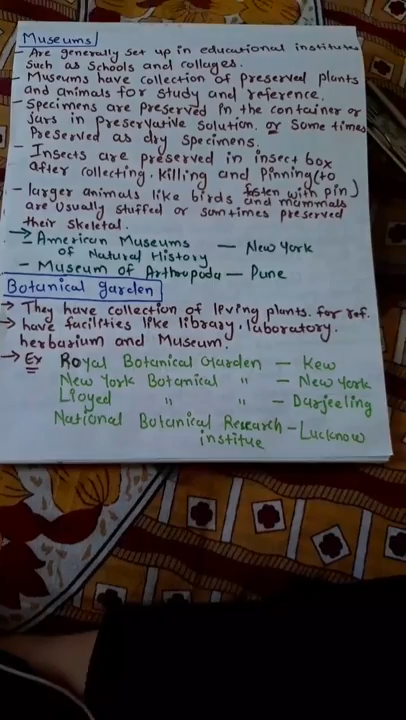 Museums
- Are generally set up in educational institutes
such as schools and collages.
- Museums have collection of preserved plants
and animals for study and reference.
- Specimens are preserved in the container or
jars in preservative solution. or Some times
Preserved as dry specimens.
- Insects are preserved in insect box
after collecting, killing and pinning (to
fasten with pin)
- larger animals like birds and mammals
are usually stuffed or somtimes preserved
their skeletal.
→ - American Museums
of Natural History — New York
- Museum of Arthopoda — Pune
Botanical garden
→ They have collection of leving plants. for ref.
→ have facilities like library, laboratory.
herbarium and Museum.
→ Ex Royal Botanical Garden — Kew
New York Botanical " — New York
Lloyed " " — Darjeeling
National Botanical Research - Lucknow
institue